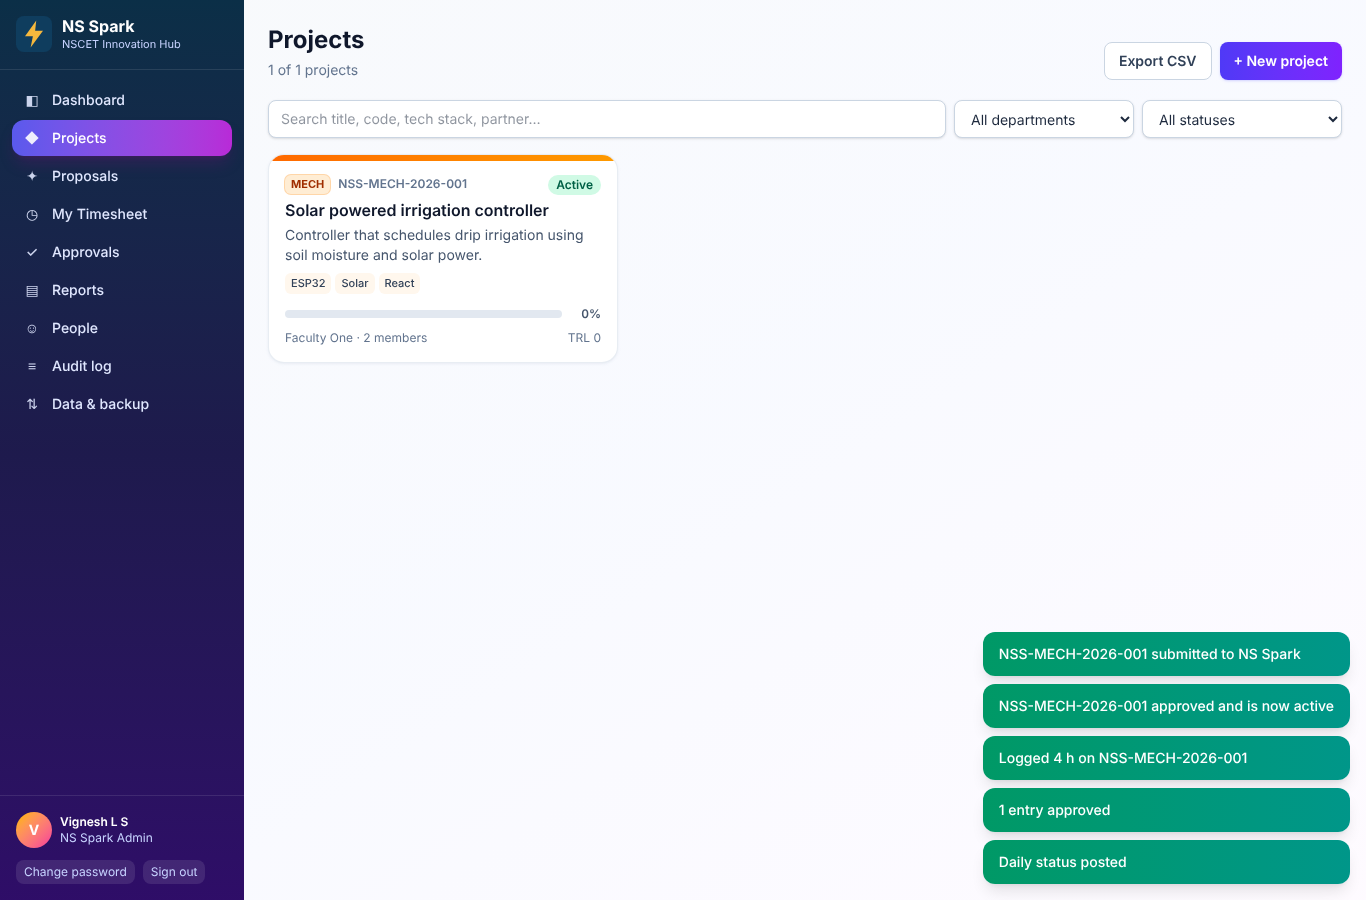 NS Spark
NSCET Innovation Hub
Dashboard
Projects
Proposals
My Timesheet
Approvals
Reports
People
Audit log
Data & backup
V
Vignesh L S
NS Spark Admin
Change password
Sign out
Projects
1 of 1 projects
Export CSV
+ New project
Search title, code, tech stack, partner...
All departments
All statuses
MECH NSS-MECH-2026-001 Active
Solar powered irrigation controller
Controller that schedules drip irrigation using
soil moisture and solar power.
ESP32 Solar React
0%
Faculty One · 2 members TRL 0
NSS-MECH-2026-001 submitted to NS Spark
NSS-MECH-2026-001 approved and is now active
Logged 4 h on NSS-MECH-2026-001
1 entry approved
Daily status posted